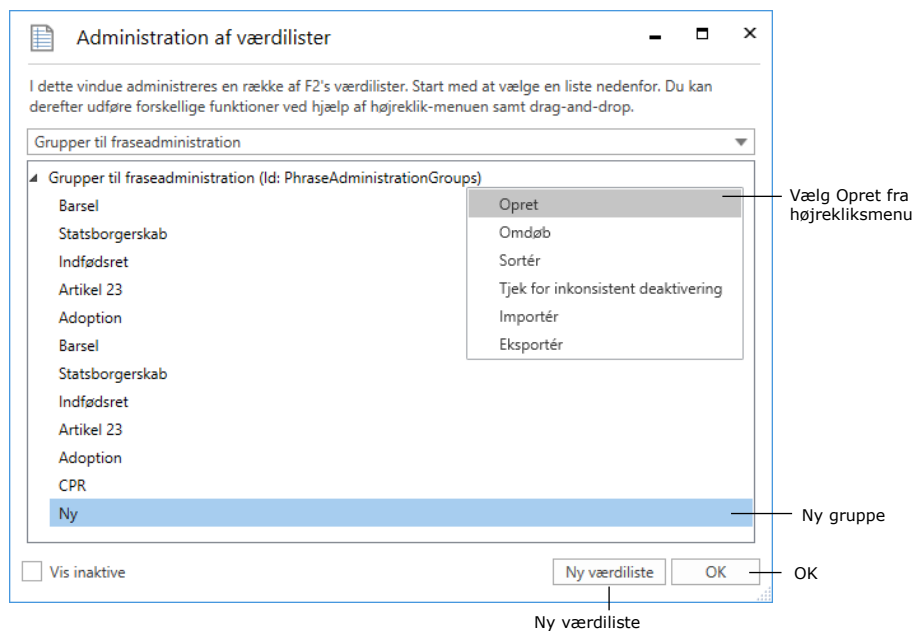 Administration af værdilister
I dette vindue administreres en række af F2's værdilister. Start med at vælge en liste nedenfor. Du kan
derefter udføre forskellige funktioner ved hjælp af højreklik-menuen samt drag-and-drop.
Grupper til fraseadministration
Grupper til fraseadministration (Id: PhraseAdministrationGroups)
Barsel
Statsborgerskab
Indfødsret
Artikel 23
Adoption
Barsel
Statsborgerskab
Indfødsret
Artikel 23
Adoption
CPR
Ny
Opret
Omdøb
Sortér
Tjek for inkonsistent deaktivering
Importér
Eksportér
Vælg Opret fra
højrekliksmenu
Ny gruppe
Vis inaktive
Ny værdiliste
OK
OK
Ny værdiliste